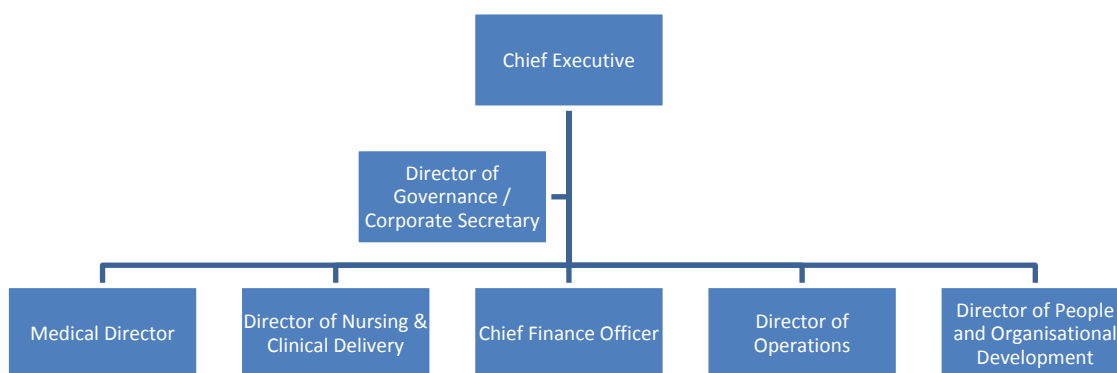 Chief Executive
Director of
Governance /
Corporate Secretary
Medical Director
Director of Nursing &
Clinical Delivery
Chief Finance Officer
Director of
Operations
Director of People
and Organisational
Development